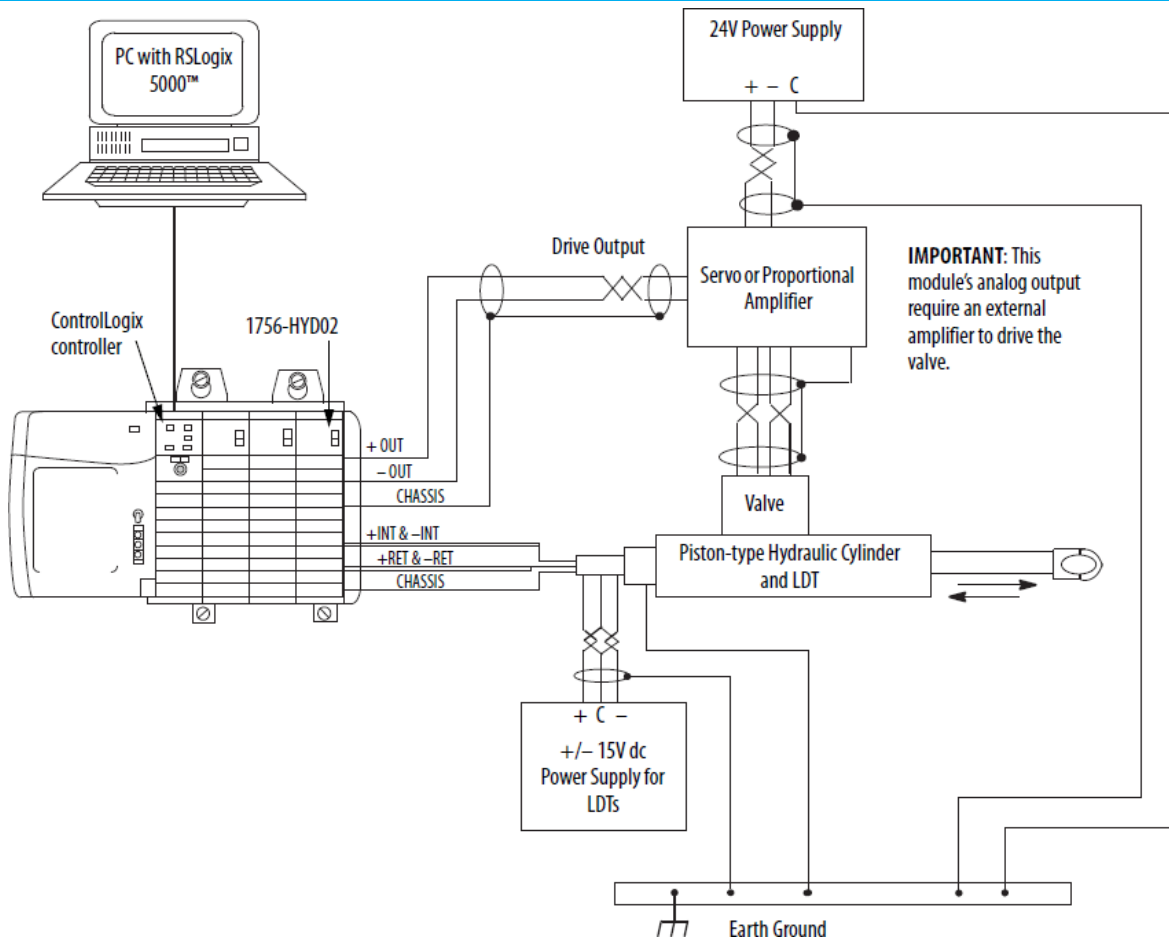 PC with RSLogix
5000™
24V Power Supply
+ – C
Drive Output
Servo or Proportional
Amplifier
IMPORTANT: This
module's analog output
require an external
amplifier to drive the
valve.
ControlLogix
controller
1756-HYD02
+ OUT
– OUT
CHASSIS
+INT & –INT
+RET & –RET
CHASSIS
Valve
Piston-type Hydraulic Cylinder
and LDT
+ C –
+/– 15V dc
Power Supply for
LDTs
Earth Ground